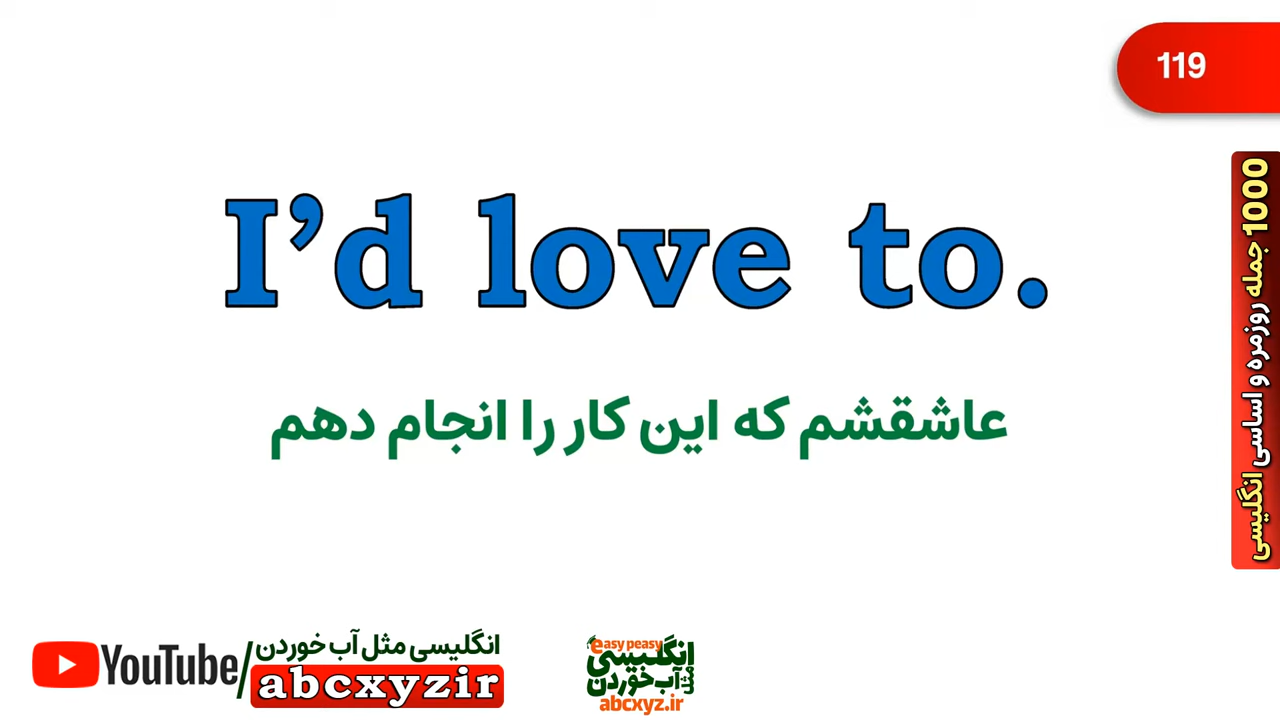 119
I’d love to.
عاشقشم که این کار را انجام دهم
1000 جمله روزمره و اساسی انگلیسی
YouTube/
انگلیسی مثل آب خوردن
abcxyzir
easy peasy
انگلیسی
مثل آب خوردن
abcxyz.ir